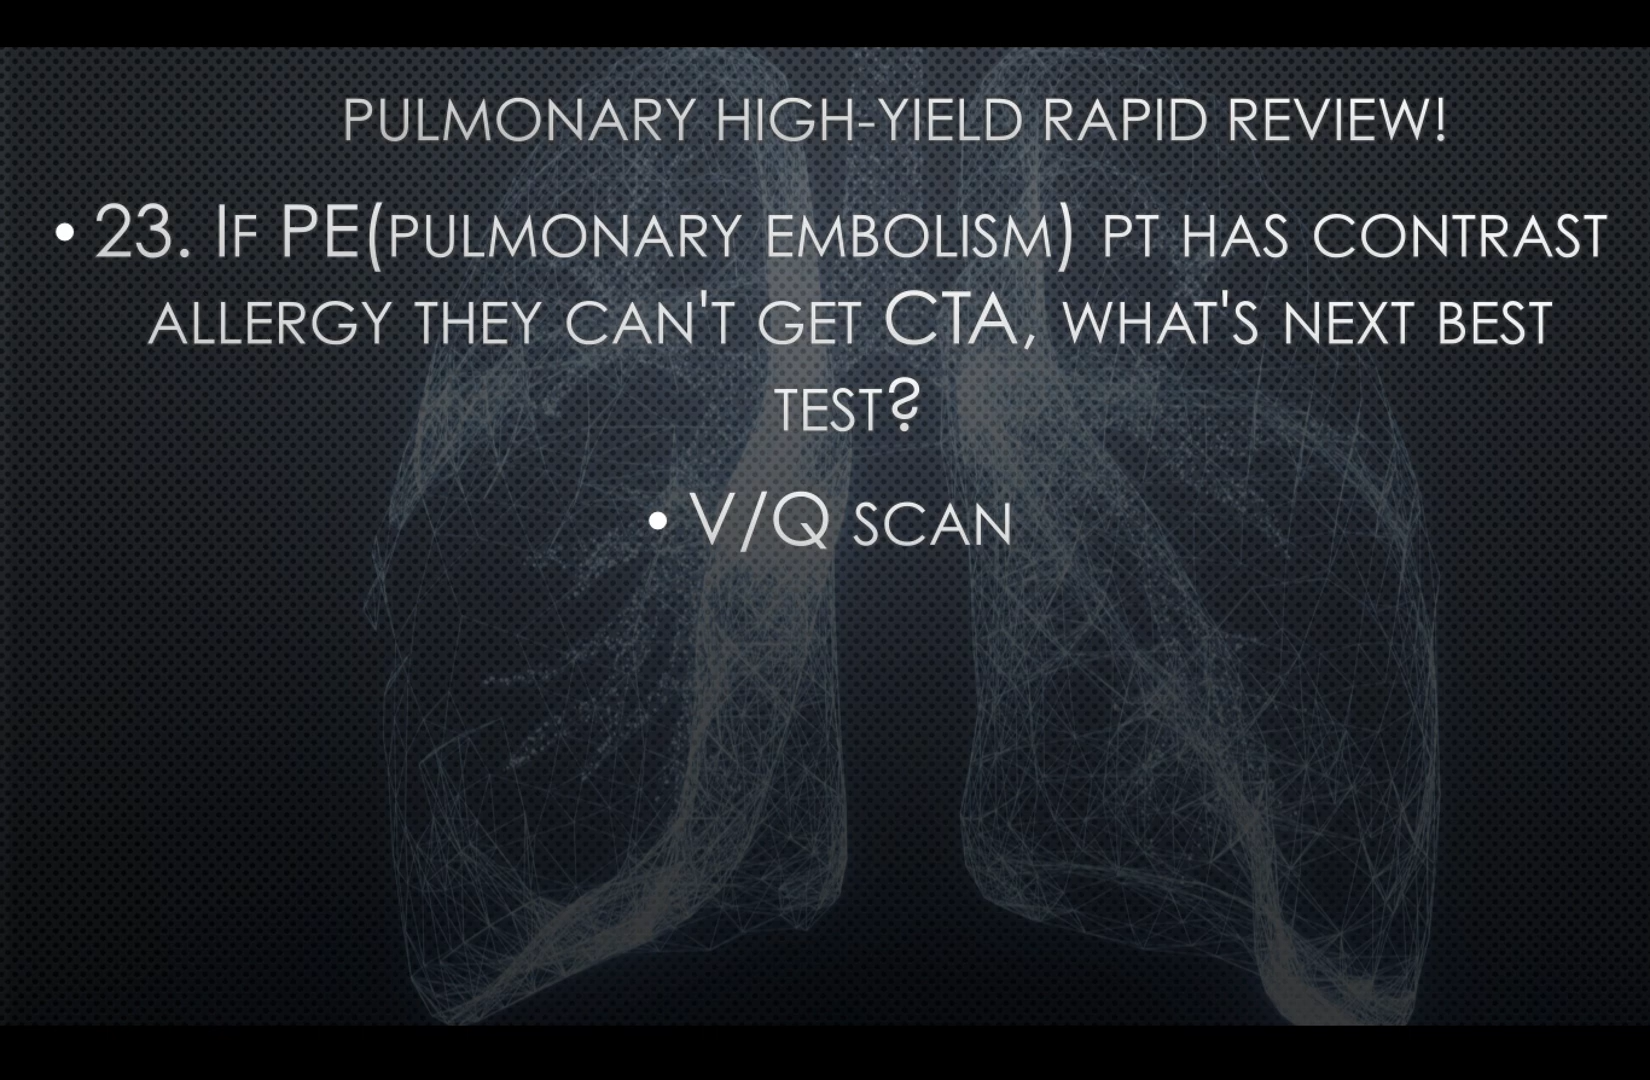 PULMONARY HIGH-YIELD RAPID REVIEW!
• 23. IF PE(PULMONARY EMBOLISM) PT HAS CONTRAST
ALLERGY THEY CAN'T GET CTA, WHAT'S NEXT BEST
TEST?
• V/Q SCAN